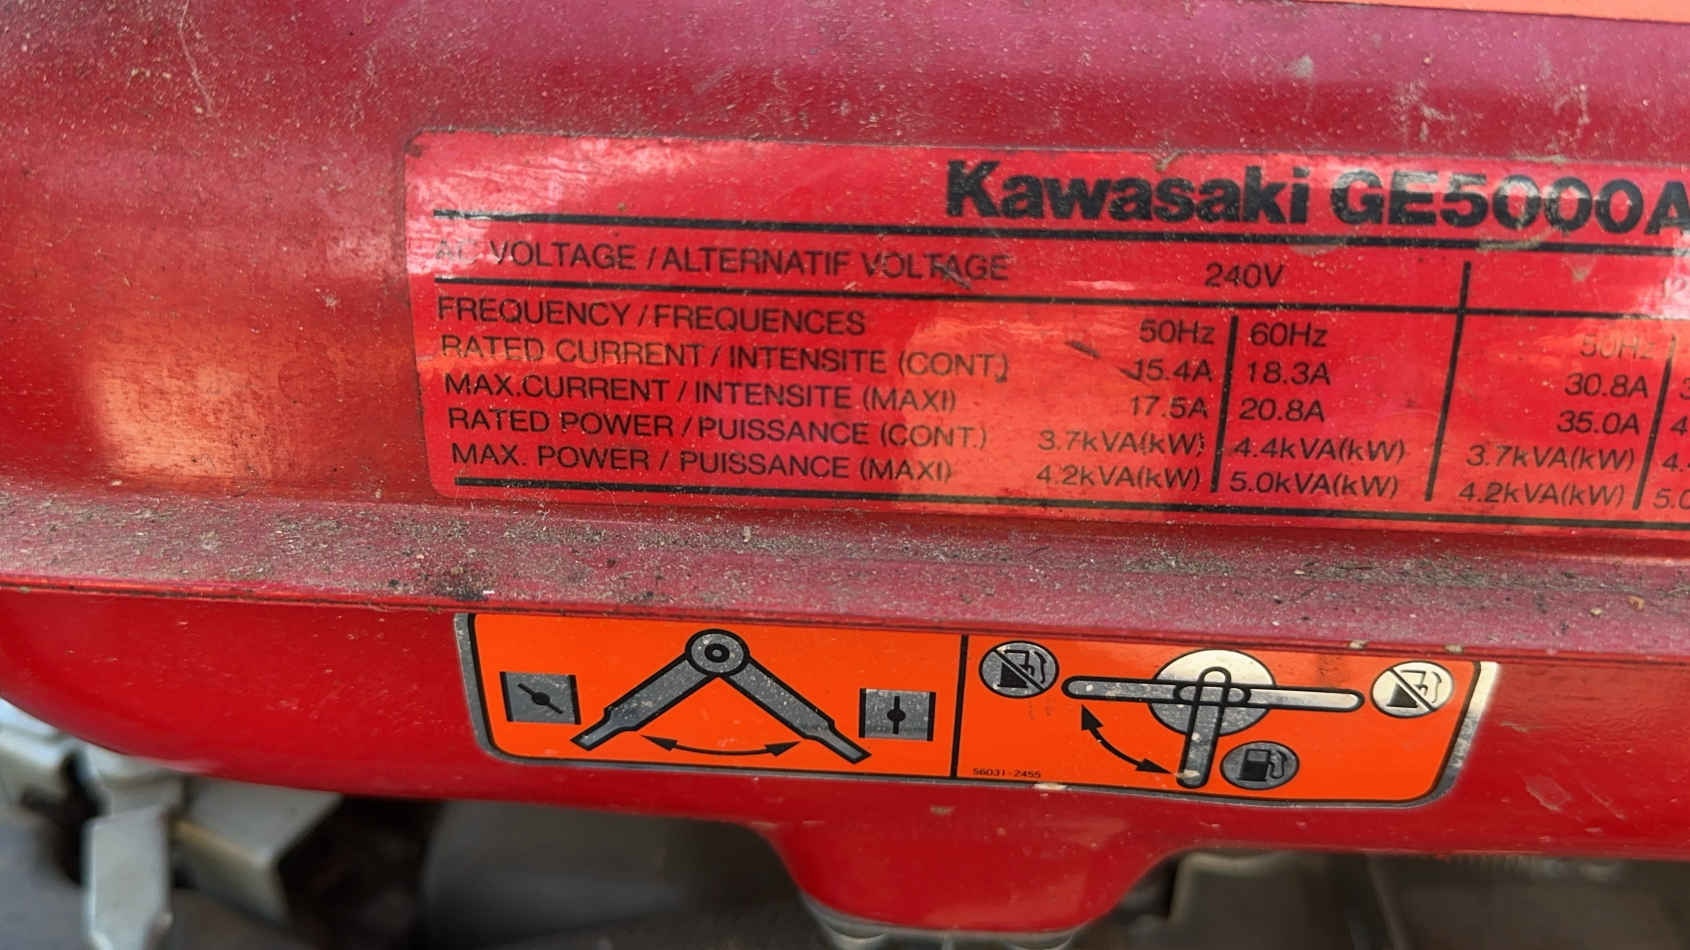 Kawasaki GE5000A
AC VOLTAGE / ALTERNATIF VOLTAGE 240V
FREQUENCY / FREQUENCES 50Hz 60Hz 50Hz
RATED CURRENT / INTENSITE (CONT.) 15.4A 18.3A 30.8A
MAX.CURRENT / INTENSITE (MAXI) 17.5A 20.8A 35.0A
RATED POWER / PUISSANCE (CONT.) 3.7kVA(kW) 4.4kVA(kW) 3.7kVA(kW)
MAX. POWER / PUISSANCE (MAXI) 4.2kVA(kW) 5.0kVA(kW) 4.2kVA(kW)
56031-2455